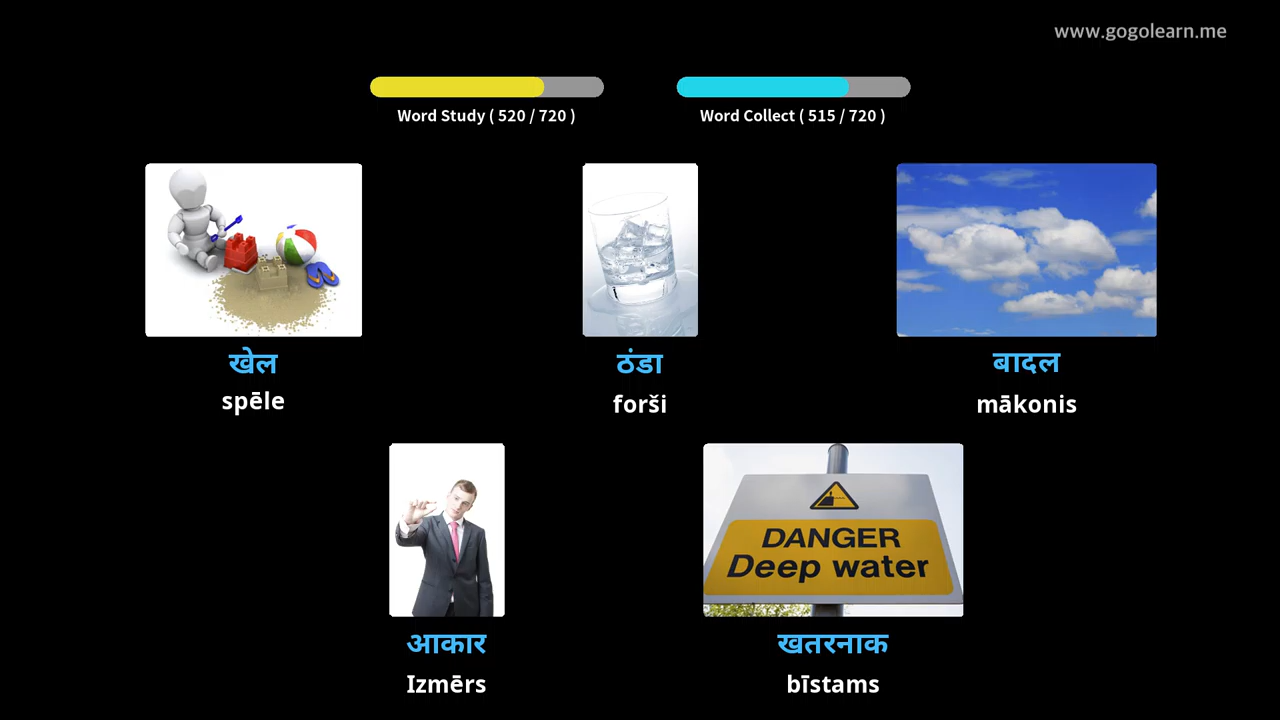 www.gogolearn.me
Word Study ( 520 / 720 )
Word Collect ( 515 / 720 )
खेल
spēle
ठंडा
forši
बादल
mākonis
DANGER
Deep water
आकार
Izmērs
खतरनाक
bīstams